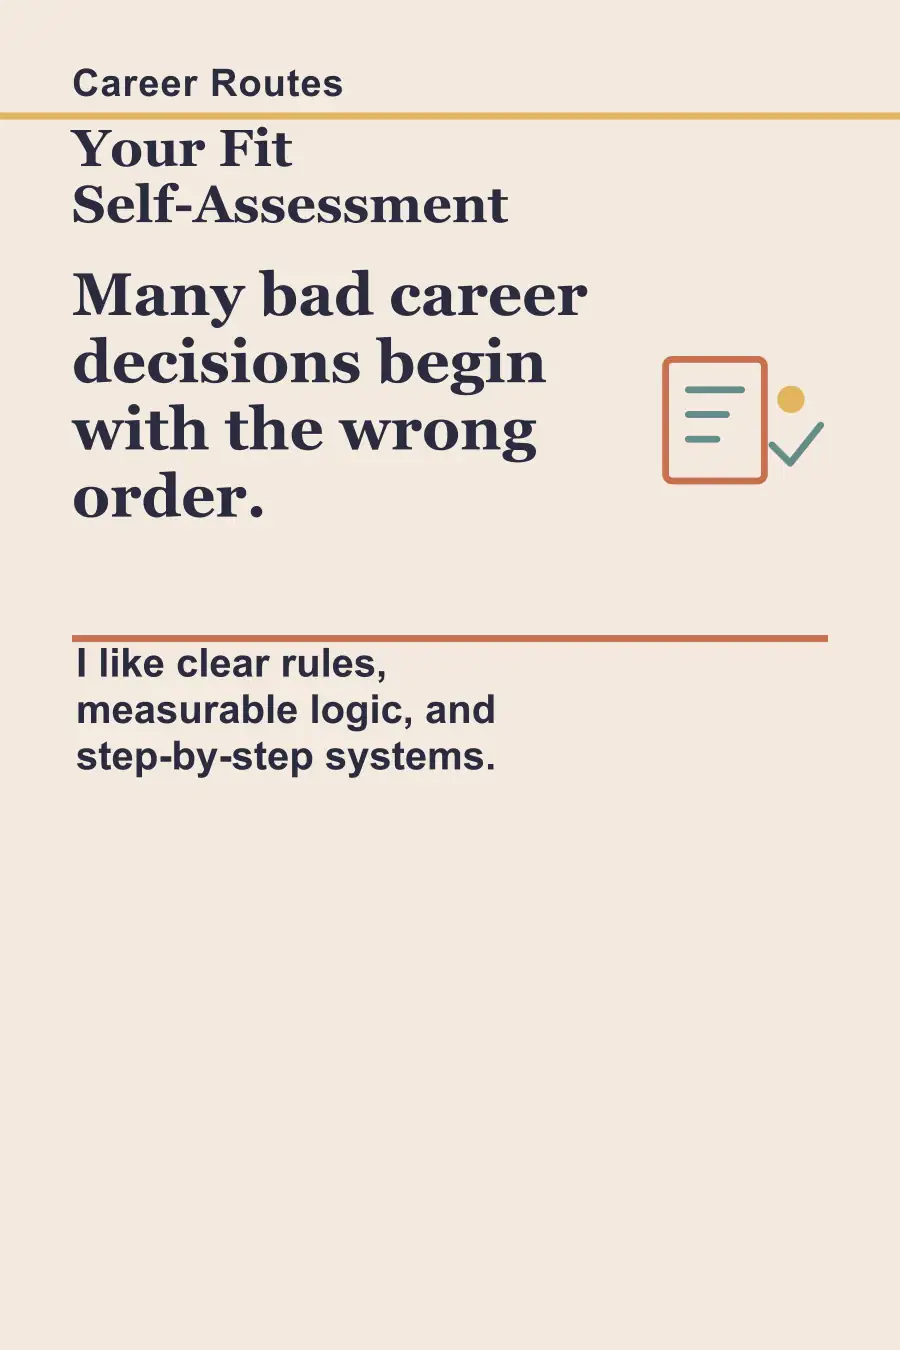 Career Routes
Your Fit
Self-Assessment
Many bad career
decisions begin
with the wrong
order.
I like clear rules,
measurable logic, and
step-by-step systems.